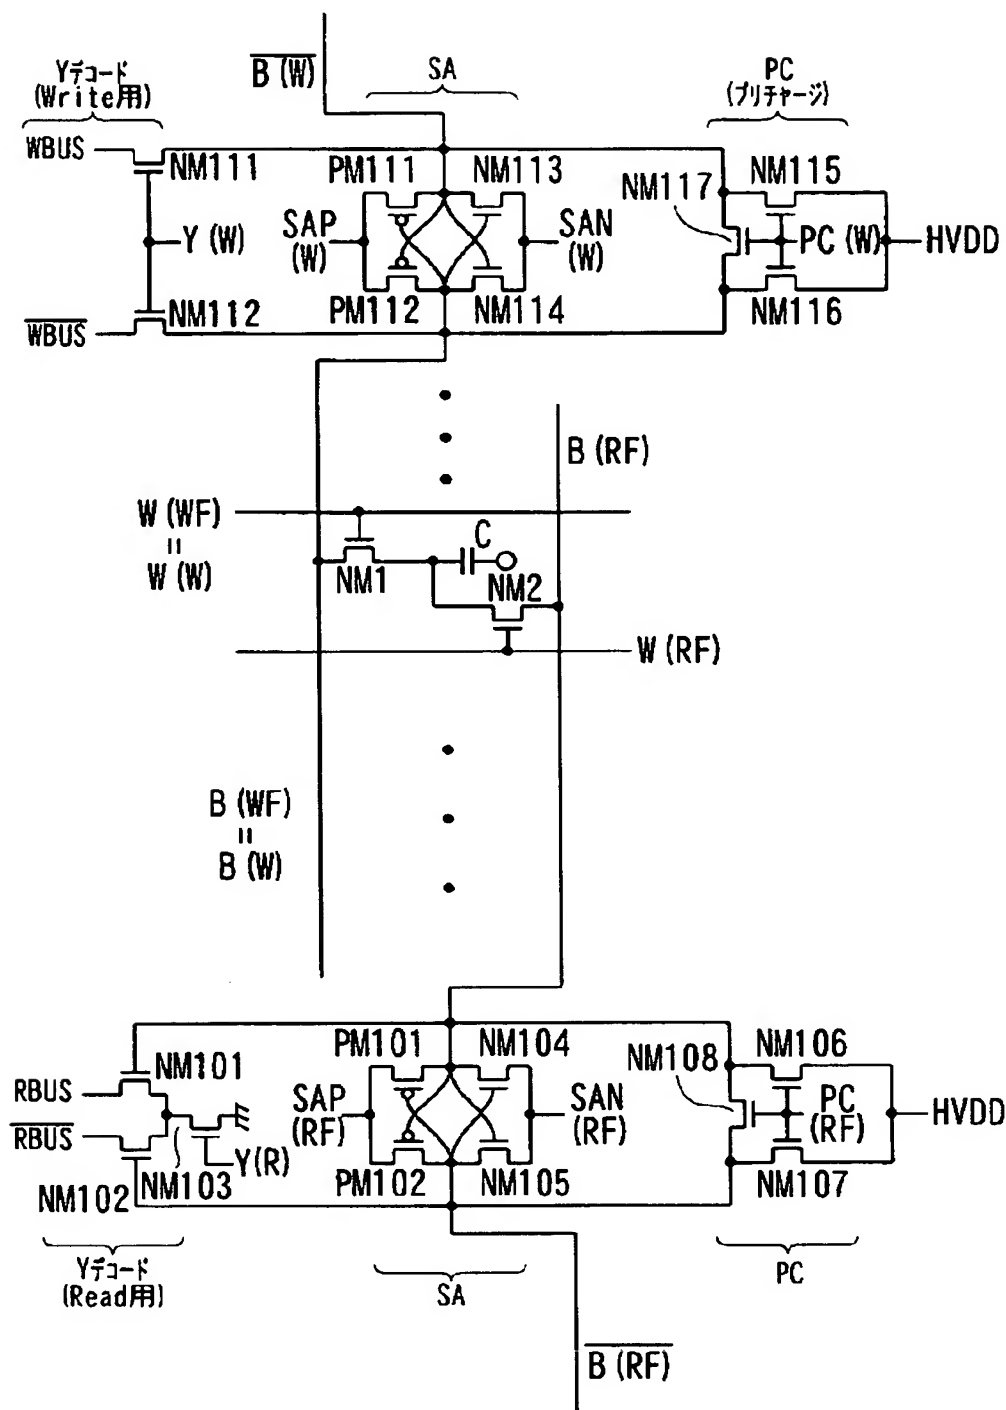 B (W)
Yデコード
(Write用)
SA
PC
(プリチャージ)
WBUS
NM111
PM111
NM113
NM117
NM115
Y (W)
SAP
(W)
SAN
(W)
PC (W)
HVDD
WBUS
NM112
PM112
NM114
NM116
B (RF)
W (WF)
=
W (W)
C
NM1
NM2
W (RF)
B (WF)
=
B (W)
PM101
NM104
NM108
NM106
NM101
RBUS
SAP
(RF)
SAN
(RF)
PC
(RF)
HVDD
RBUS
Y(R)
NM102
NM103
PM102
NM105
NM107
Yデコード
(Read用)
SA
PC
B (RF)